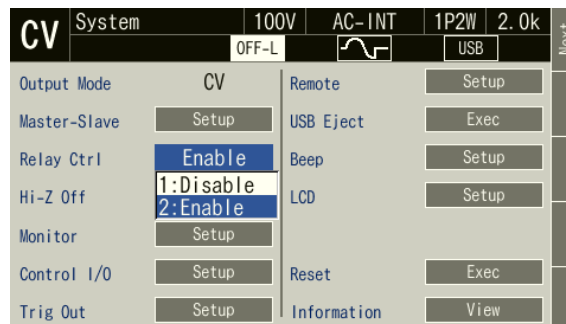 CV System 100V AC-INT 1P2W 2.0k
OFF-L USB
Next
Output Mode CV
Master-Slave Setup
Relay Ctrl Enable
1:Disable
2:Enable
Hi-Z Off
Monitor Setup
Control I/O Setup
Trig Out Setup
Remote Setup
USB Eject Exec
Beep Setup
LCD Setup
Reset Exec
Information View